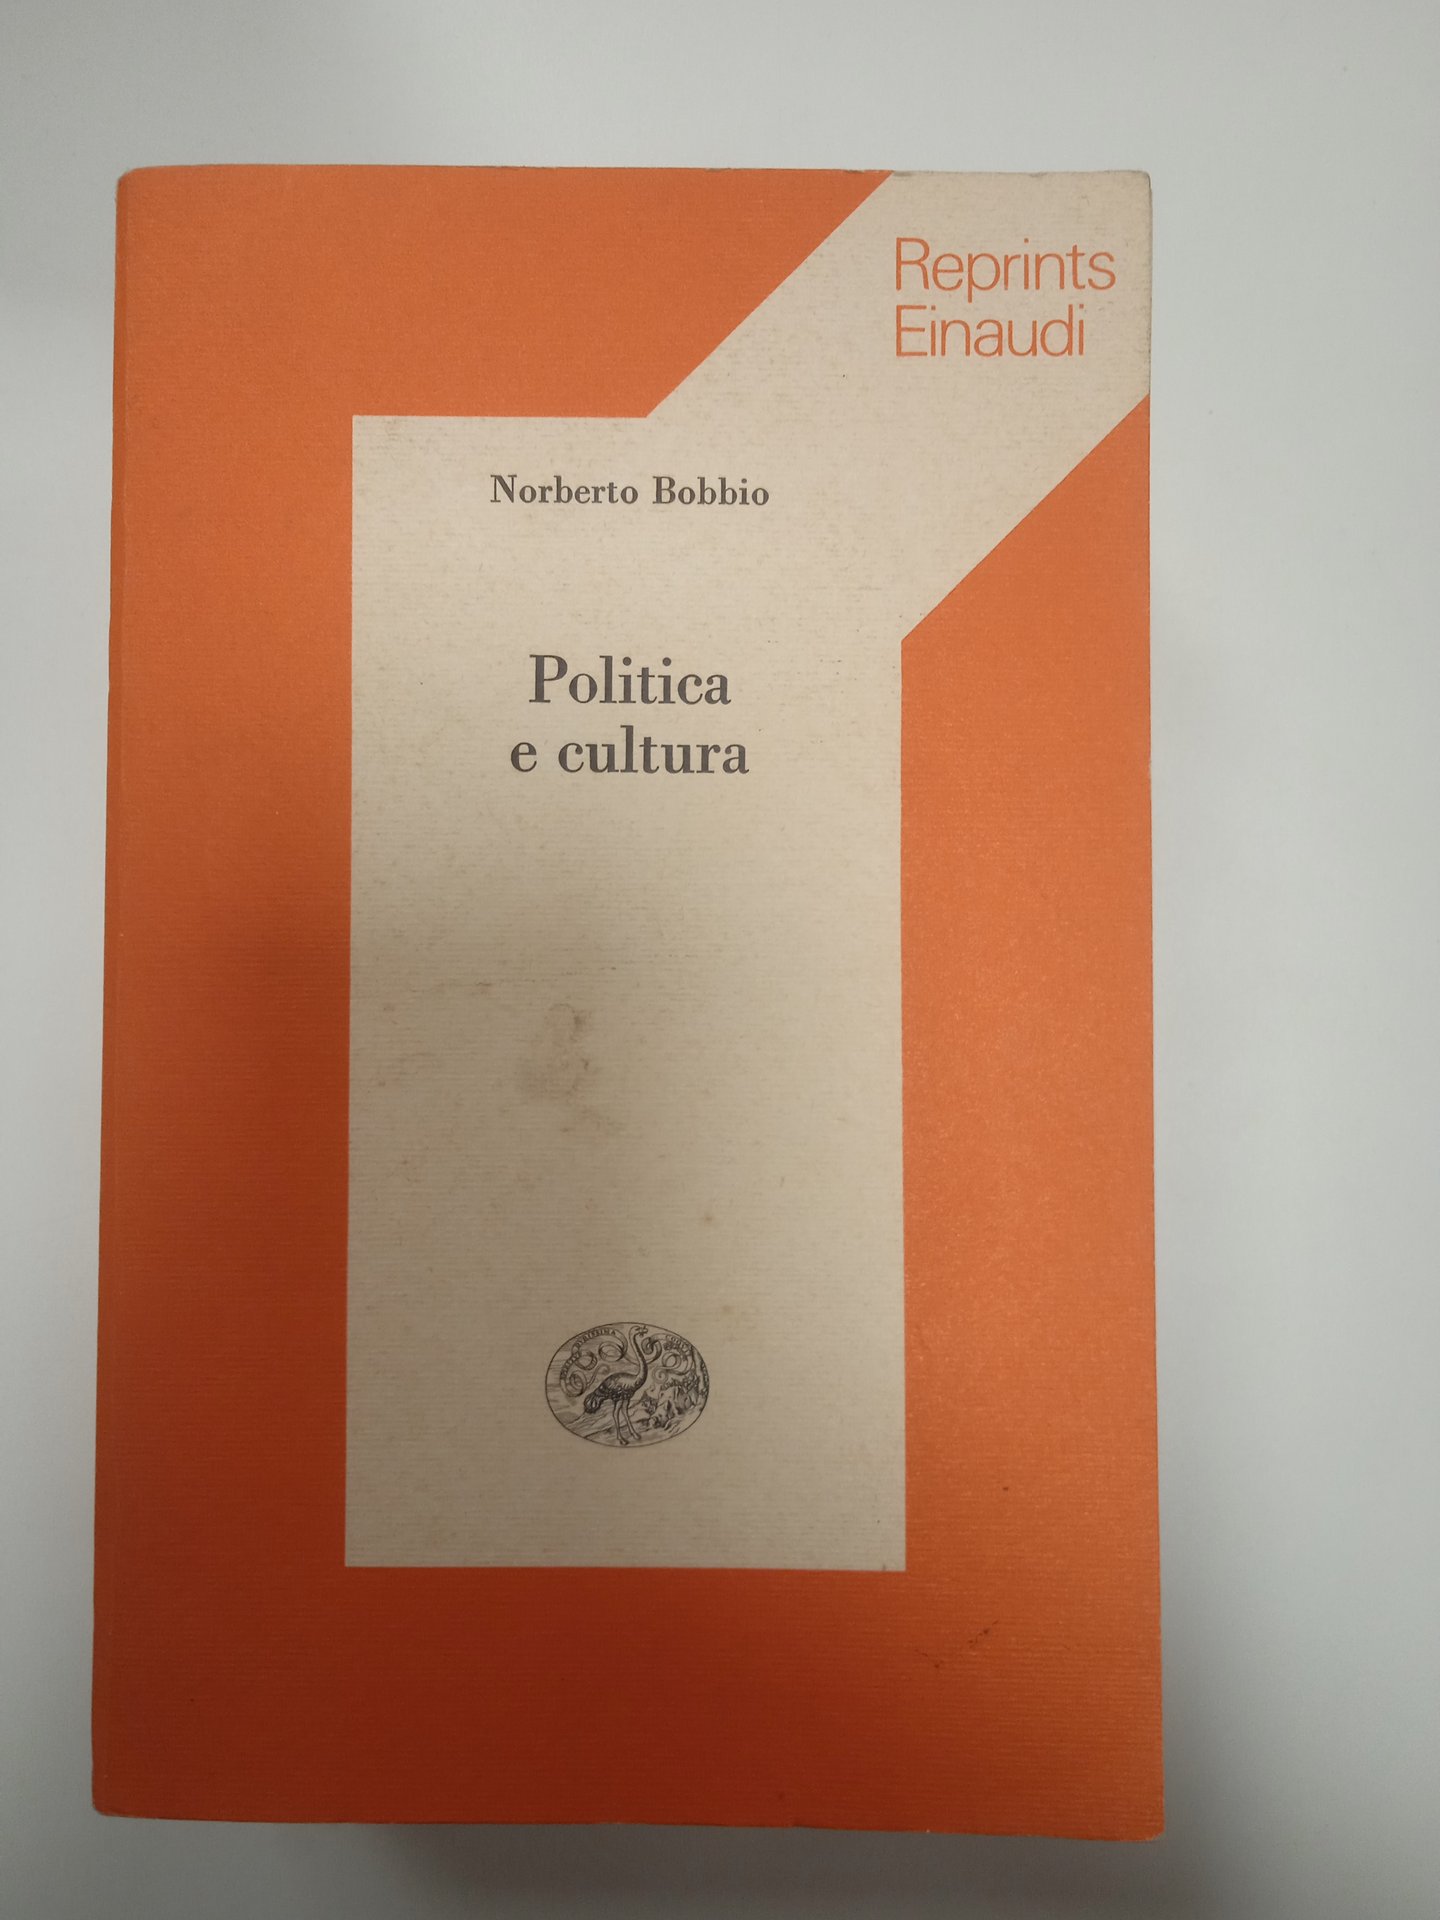 Reprints
Einaudi
Norberto Bobbio
Politica
e cultura